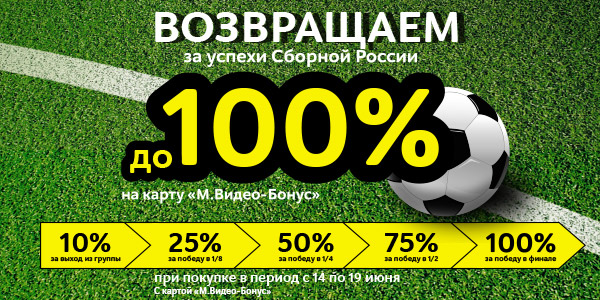 ВОЗВРАЩАЕМ
за успехи Сборной России
до 100%
на карту «М.Видео-Бонус»
10% 25% 50% 75% 100%
за выход из группы за победу в 1/8 за победу в 1/4 за победу в 1/2 за победу в финале
при покупке в период с 14 по 19 июня
С картой «М.Видео-Бонус»